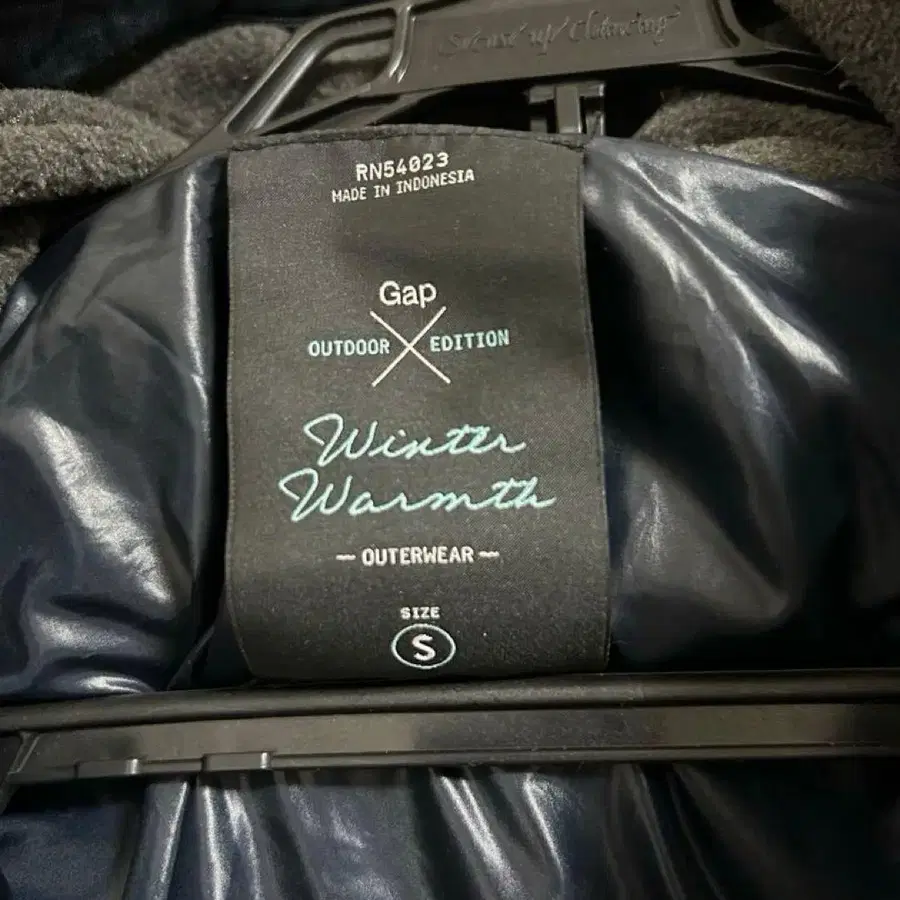 RN54023
MADE IN INDONESIA
Gap
OUTDOOR EDITION
Winter
Warmth
— OUTERWEAR —
SIZE
S